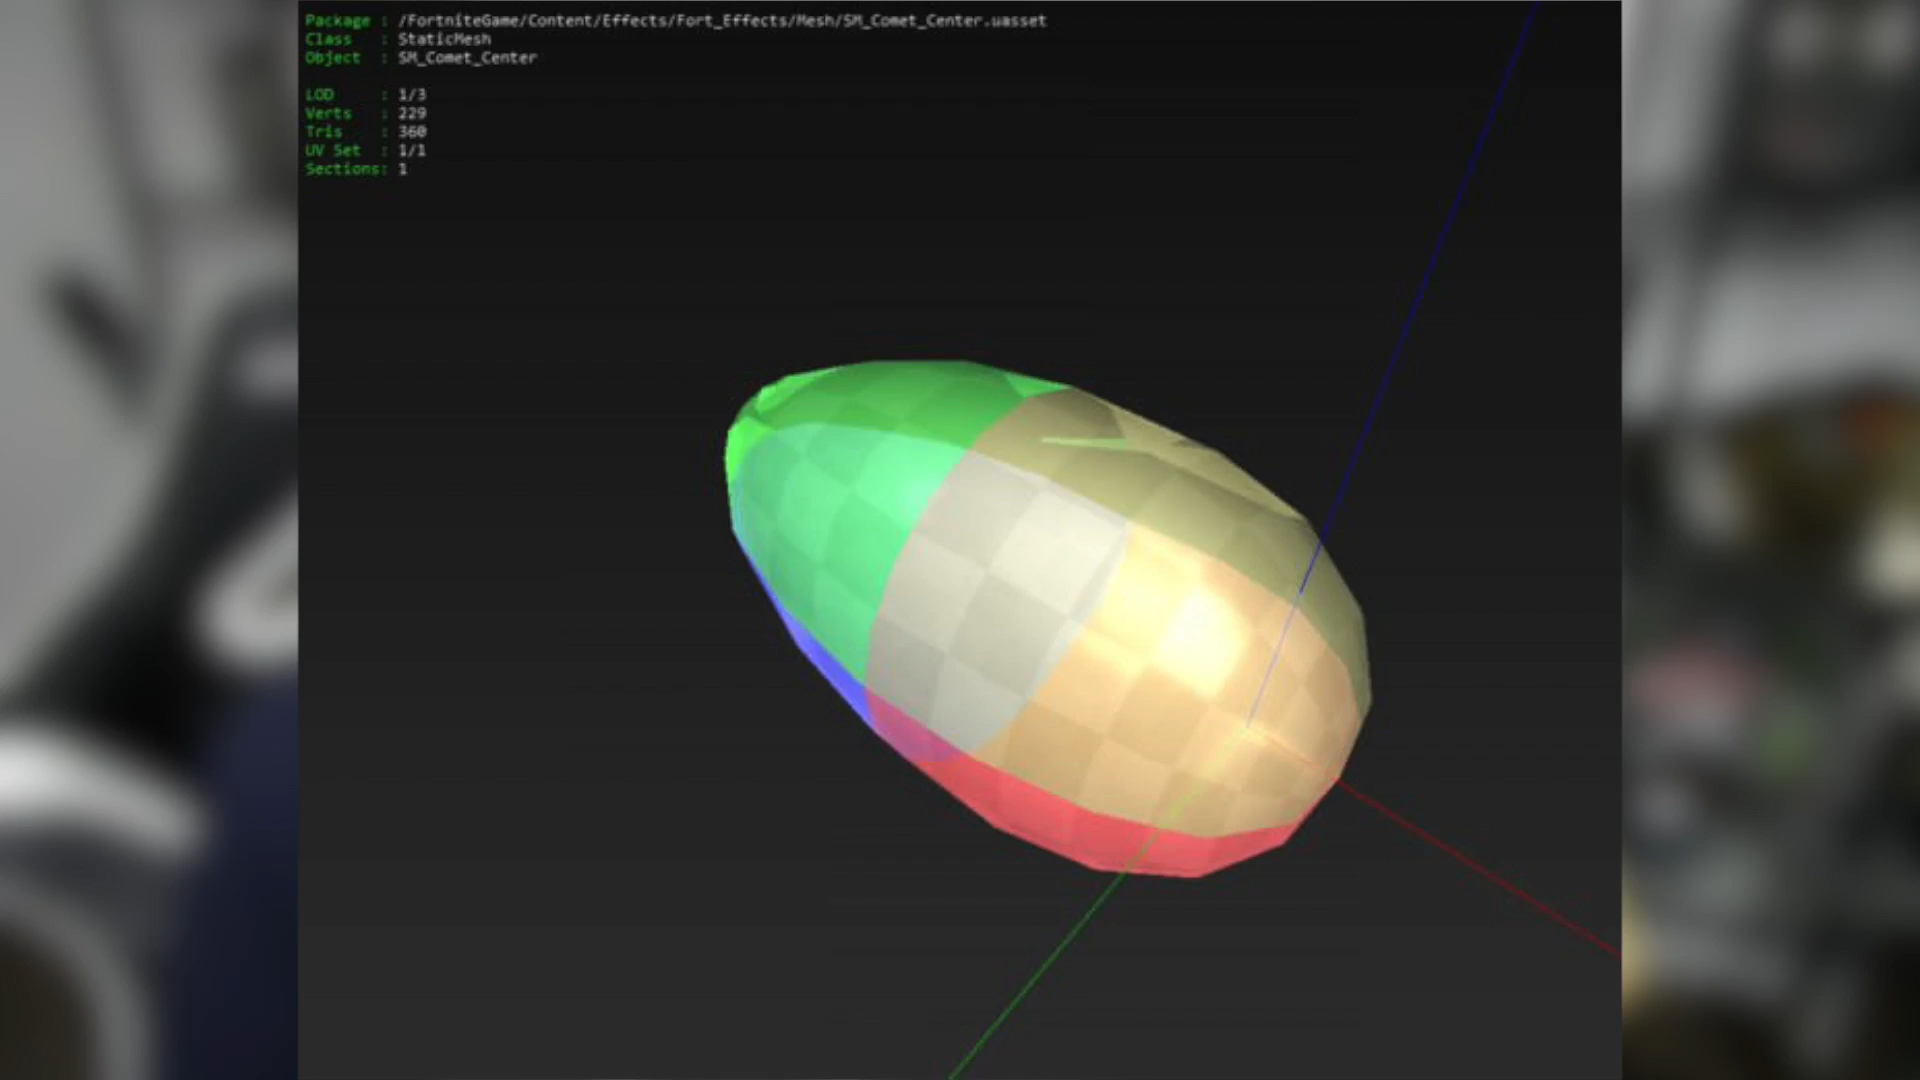 Package : /FortniteGame/Content/Effects/Fort_Effects/Mesh/SM_Comet_Center.uasset
Class : StaticMesh
Object : SM_Comet_Center
LOD : 1/3
Verts : 229
Tris : 360
UV Set : 1/1
Sections: 1